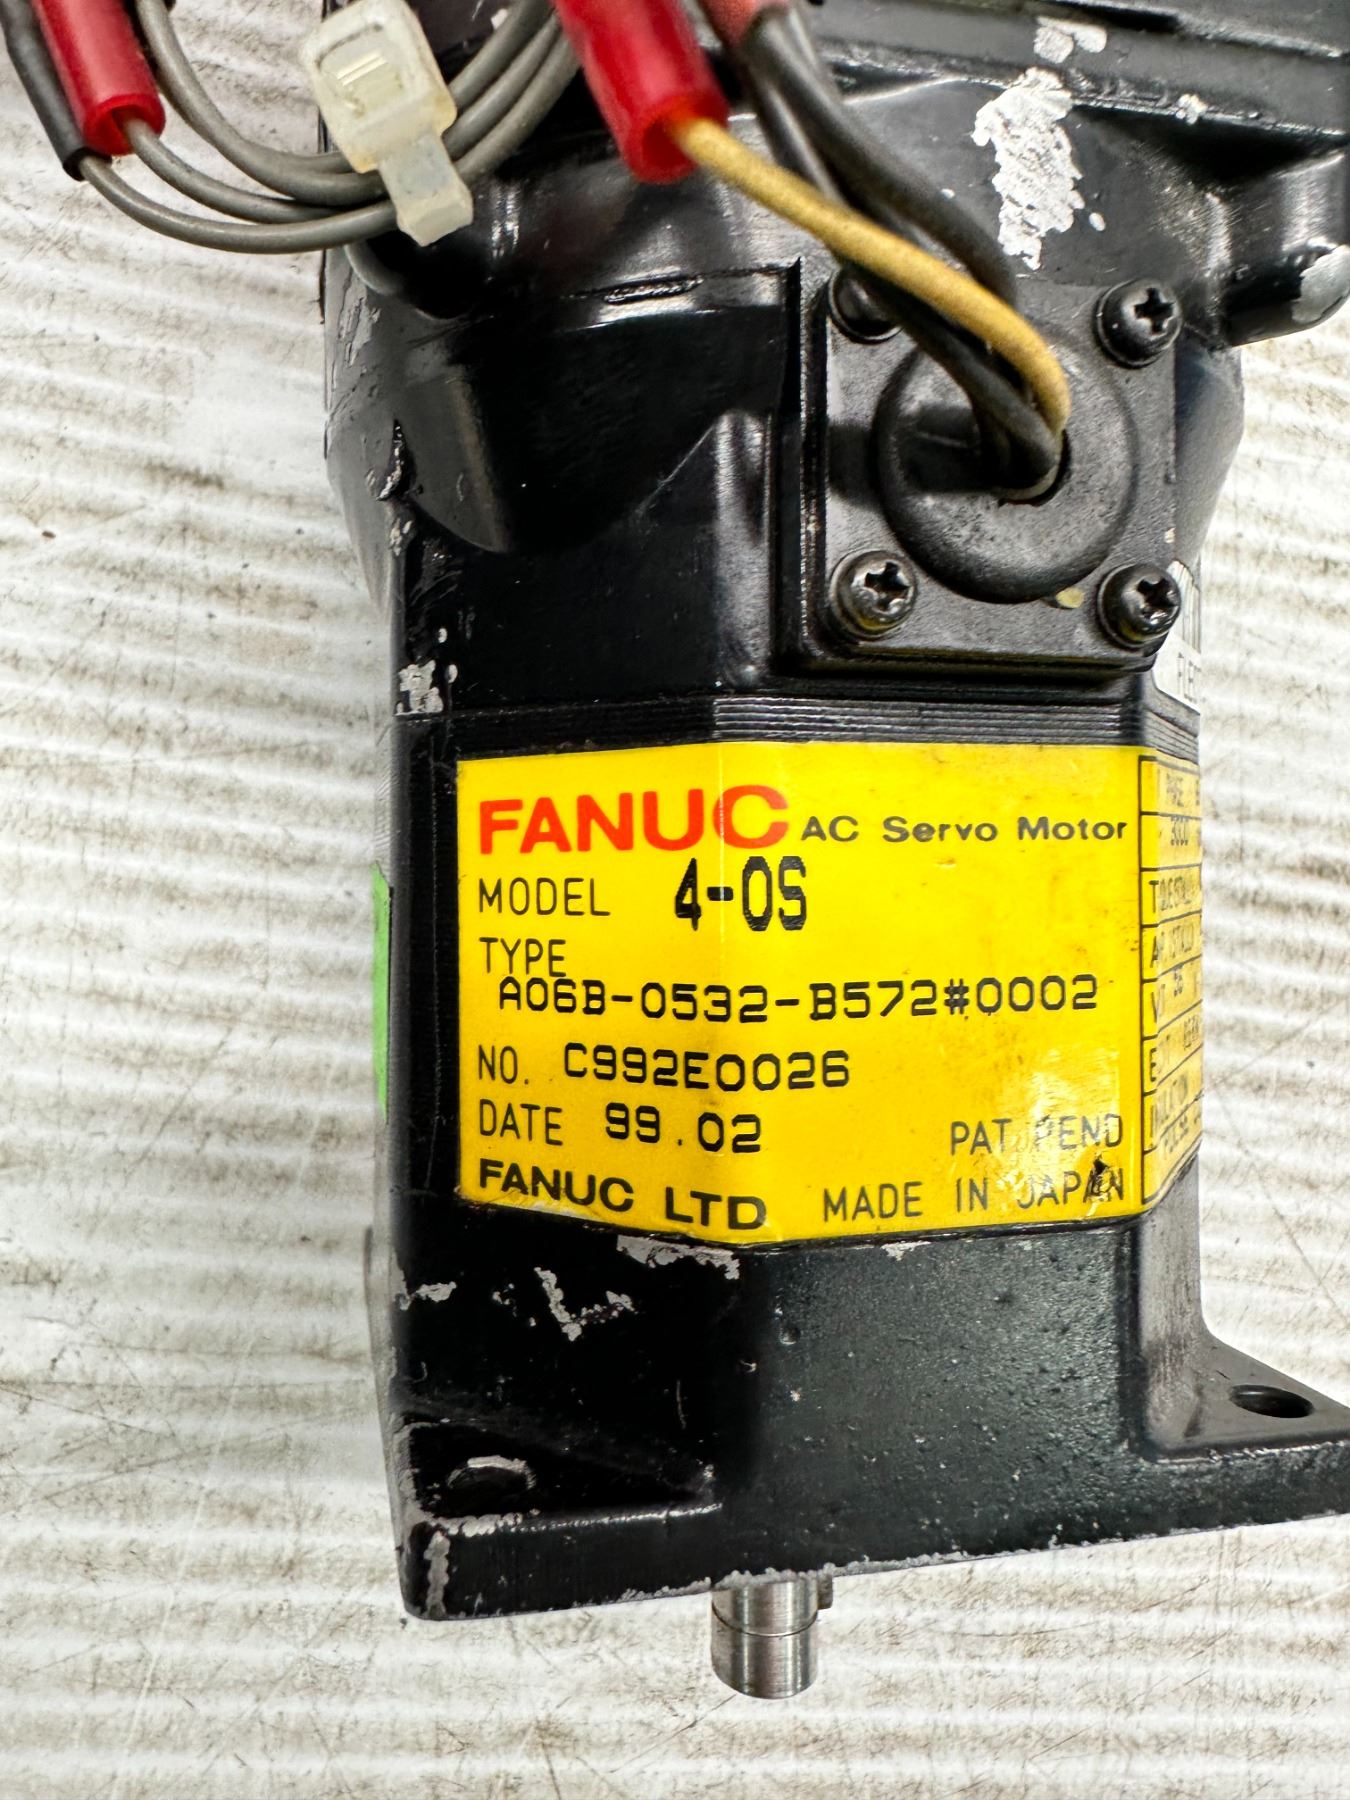 FANUC AC Servo Motor
MODEL 4-0S
TYPE
A06B-0532-B572#0002
NO. C992E0026
DATE 99.02
PAT. PEND
FANUC LTD MADE IN JAPAN